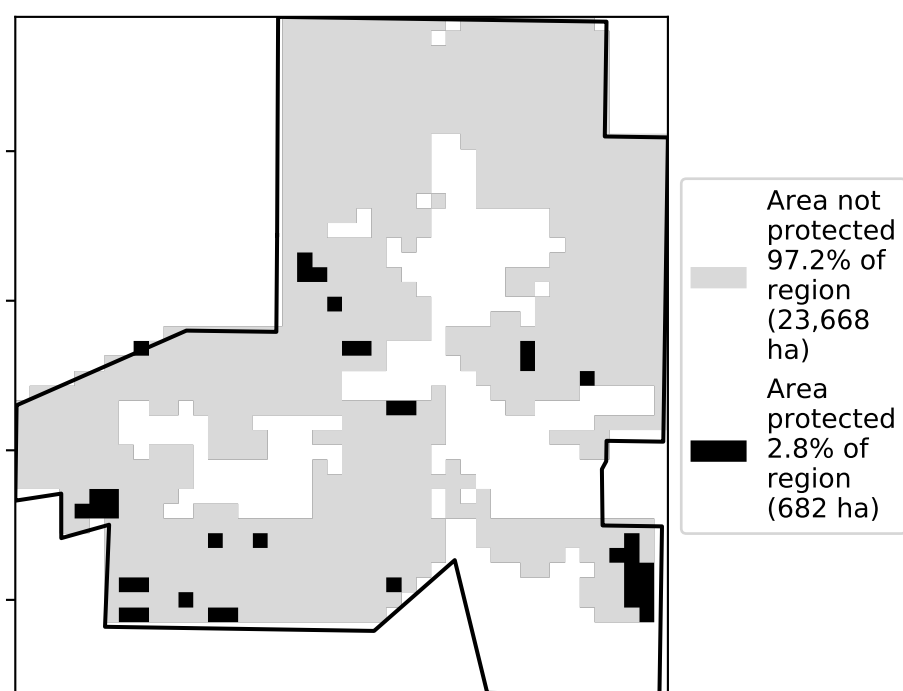 Area not
protected
97.2% of
region
(23,668
ha)
Area
protected
2.8% of
region
(682 ha)